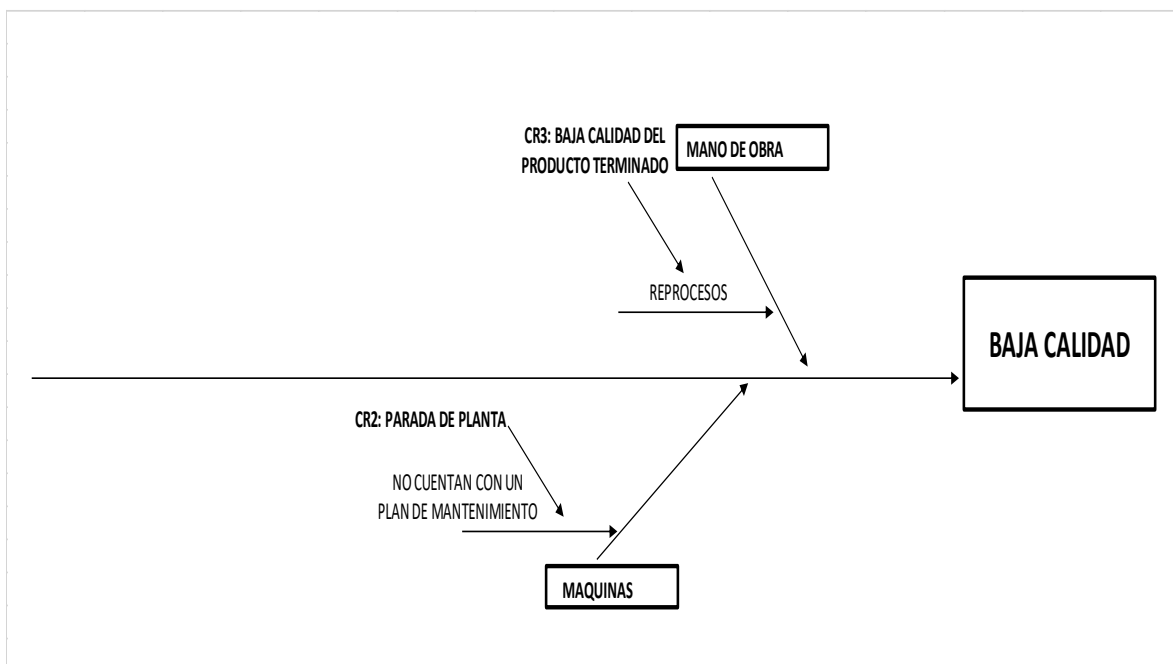 CR3: BAJA CALIDAD DEL
PRODUCTO TERMINADO
MANO DE OBRA
REPROCESOS
BAJA CALIDAD
CR2: PARADA DE PLANTA
NO CUENTAN CON UN
PLAN DE MANTENIMIENTO
MAQUINAS